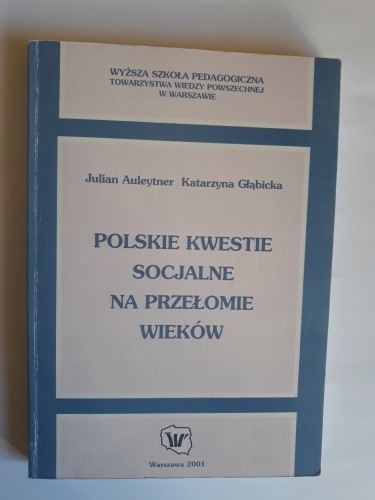 WYŻSZA SZKOŁA PEDAGOGICZNA
TOWARZYSTWA WIEDZY POWSZECHNEJ
W WARSZAWIE
Julian Auleytner Katarzyna Głąbicka
POLSKIE KWESTIE
SOCJALNE
NA PRZEŁOMIE
WIEKÓW
W
Warszawa 2001